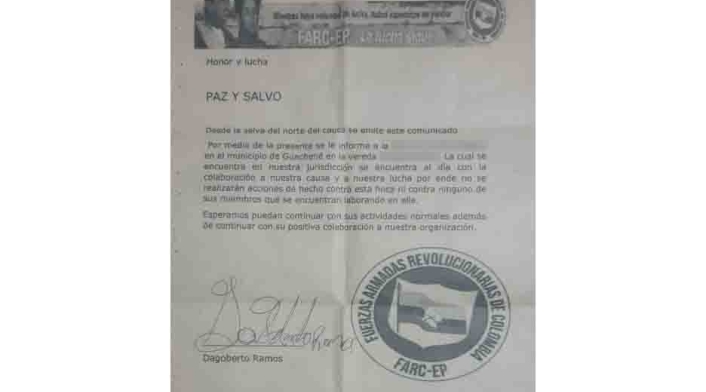 FARC-EP La lucha sigue
Honor y lucha
PAZ Y SALVO
Desde la selva del norte del cauca se emite este comunicado
Por medio de la presente se le informa a la
en el municipio de Guachené en la vereda La cual se
encuentra en nuestra jurisdicción se encuentra al día con la
colaboración a nuestra causa y a nuestra lucha por ende no se
realizarán acciones de hecho contra esta finca ni contra ninguno de
sus miembros que se encuentran laborando en ella.
Esperamos puedan continuar con sus actividades normales además
de continuar con su positiva colaboración a nuestra organización.
Dagoberto Ramos
FUERZAS ARMADAS REVOLUCIONARIAS DE COLOMBIA
FARC-EP